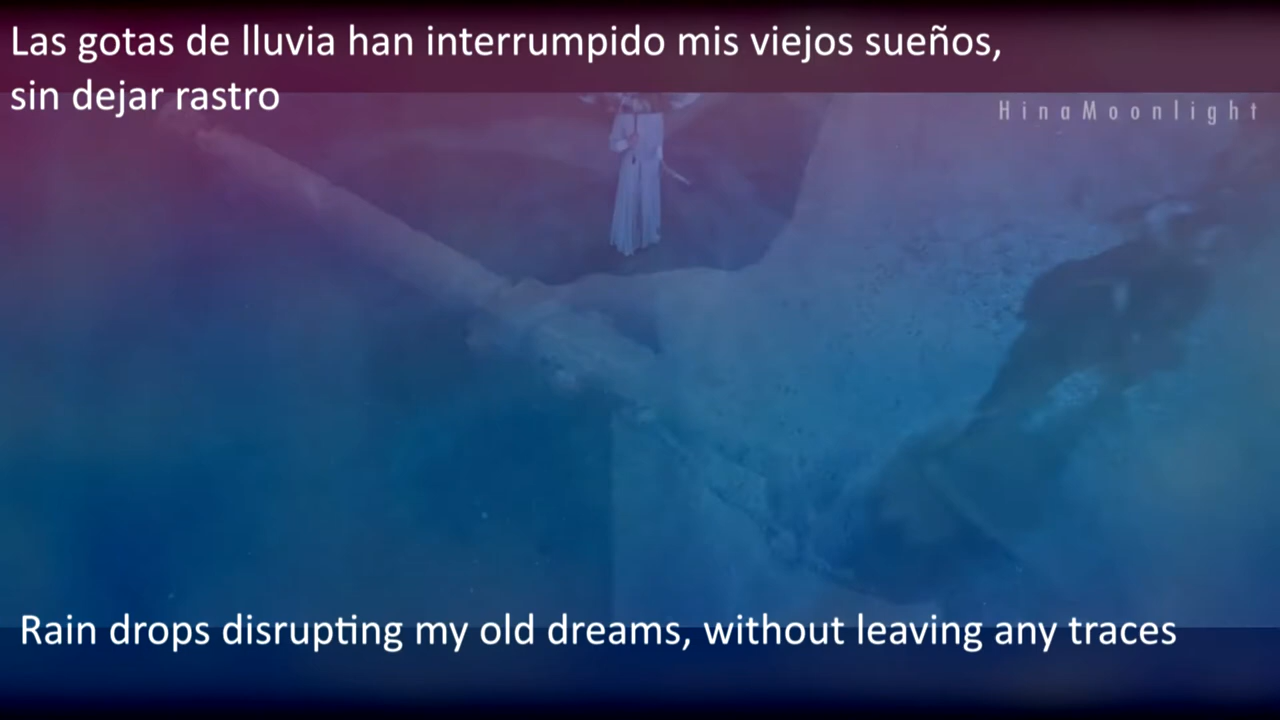 Las gotas de lluvia han interrumpido mis viejos sueños,
sin dejar rastro
HinaMoonlight
Rain drops disrupting my old dreams, without leaving any traces